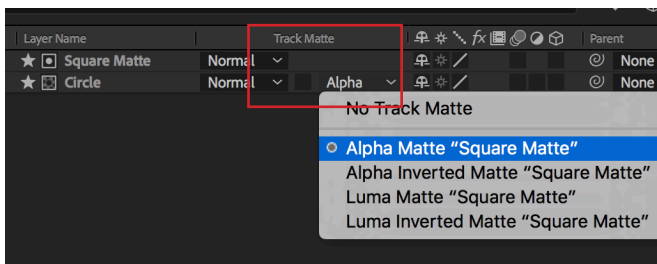 Layer Name Track Matte fx Parent
Square Matte Normal None
Circle Normal Alpha None
No Track Matte
Alpha Matte “Square Matte”
Alpha Inverted Matte “Square Matte”
Luma Matte “Square Matte”
Luma Inverted Matte “Square Matte”